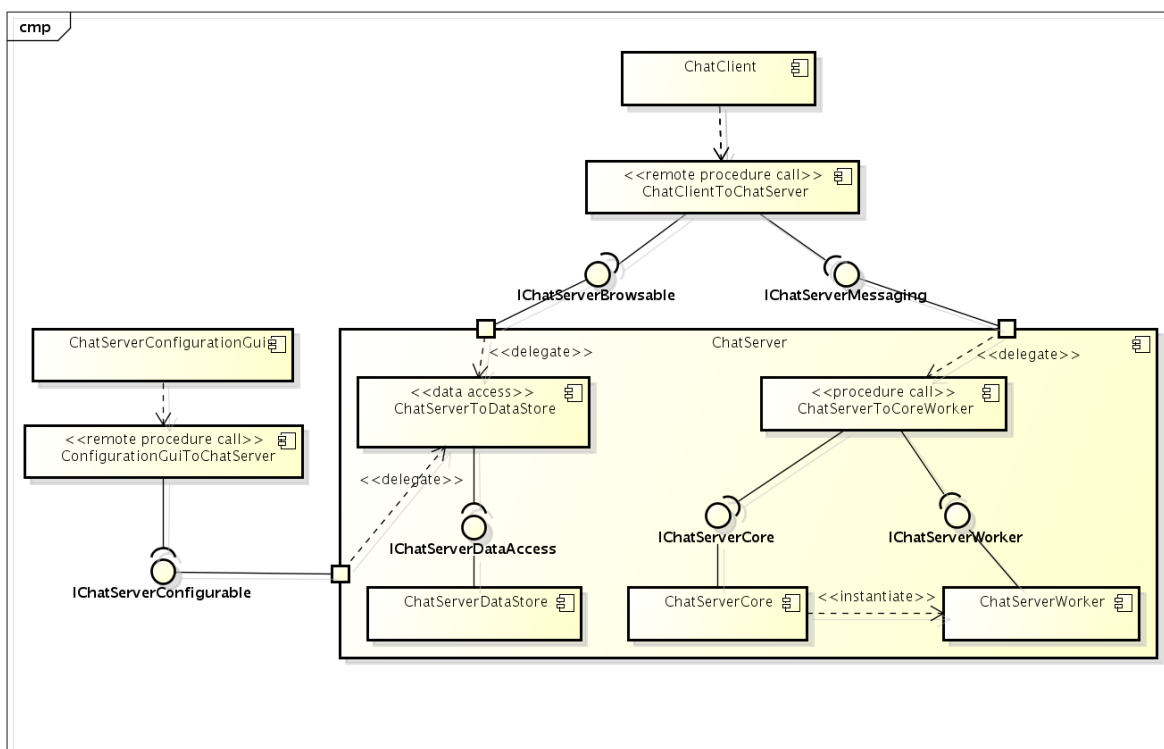 cmp
ChatClient
<<remote procedure call>>
ChatClientToChatServer
IChatServerBrowsable
IChatServerMessaging
ChatServerConfigurationGui
ChatServer
<<delegate>>
<<delegate>>
<<data access>>
ChatServerToDataStore
<<procedure call>>
ChatServerToCoreWorker
<<remote procedure call>>
ConfigurationGuiToChatServer
<<delegate>>
IChatServerDataAccess
IChatServerCore
IChatServerWorker
IChatServerConfigurable
ChatServerDataStore
ChatServerCore
<<instantiate>>
ChatServerWorker